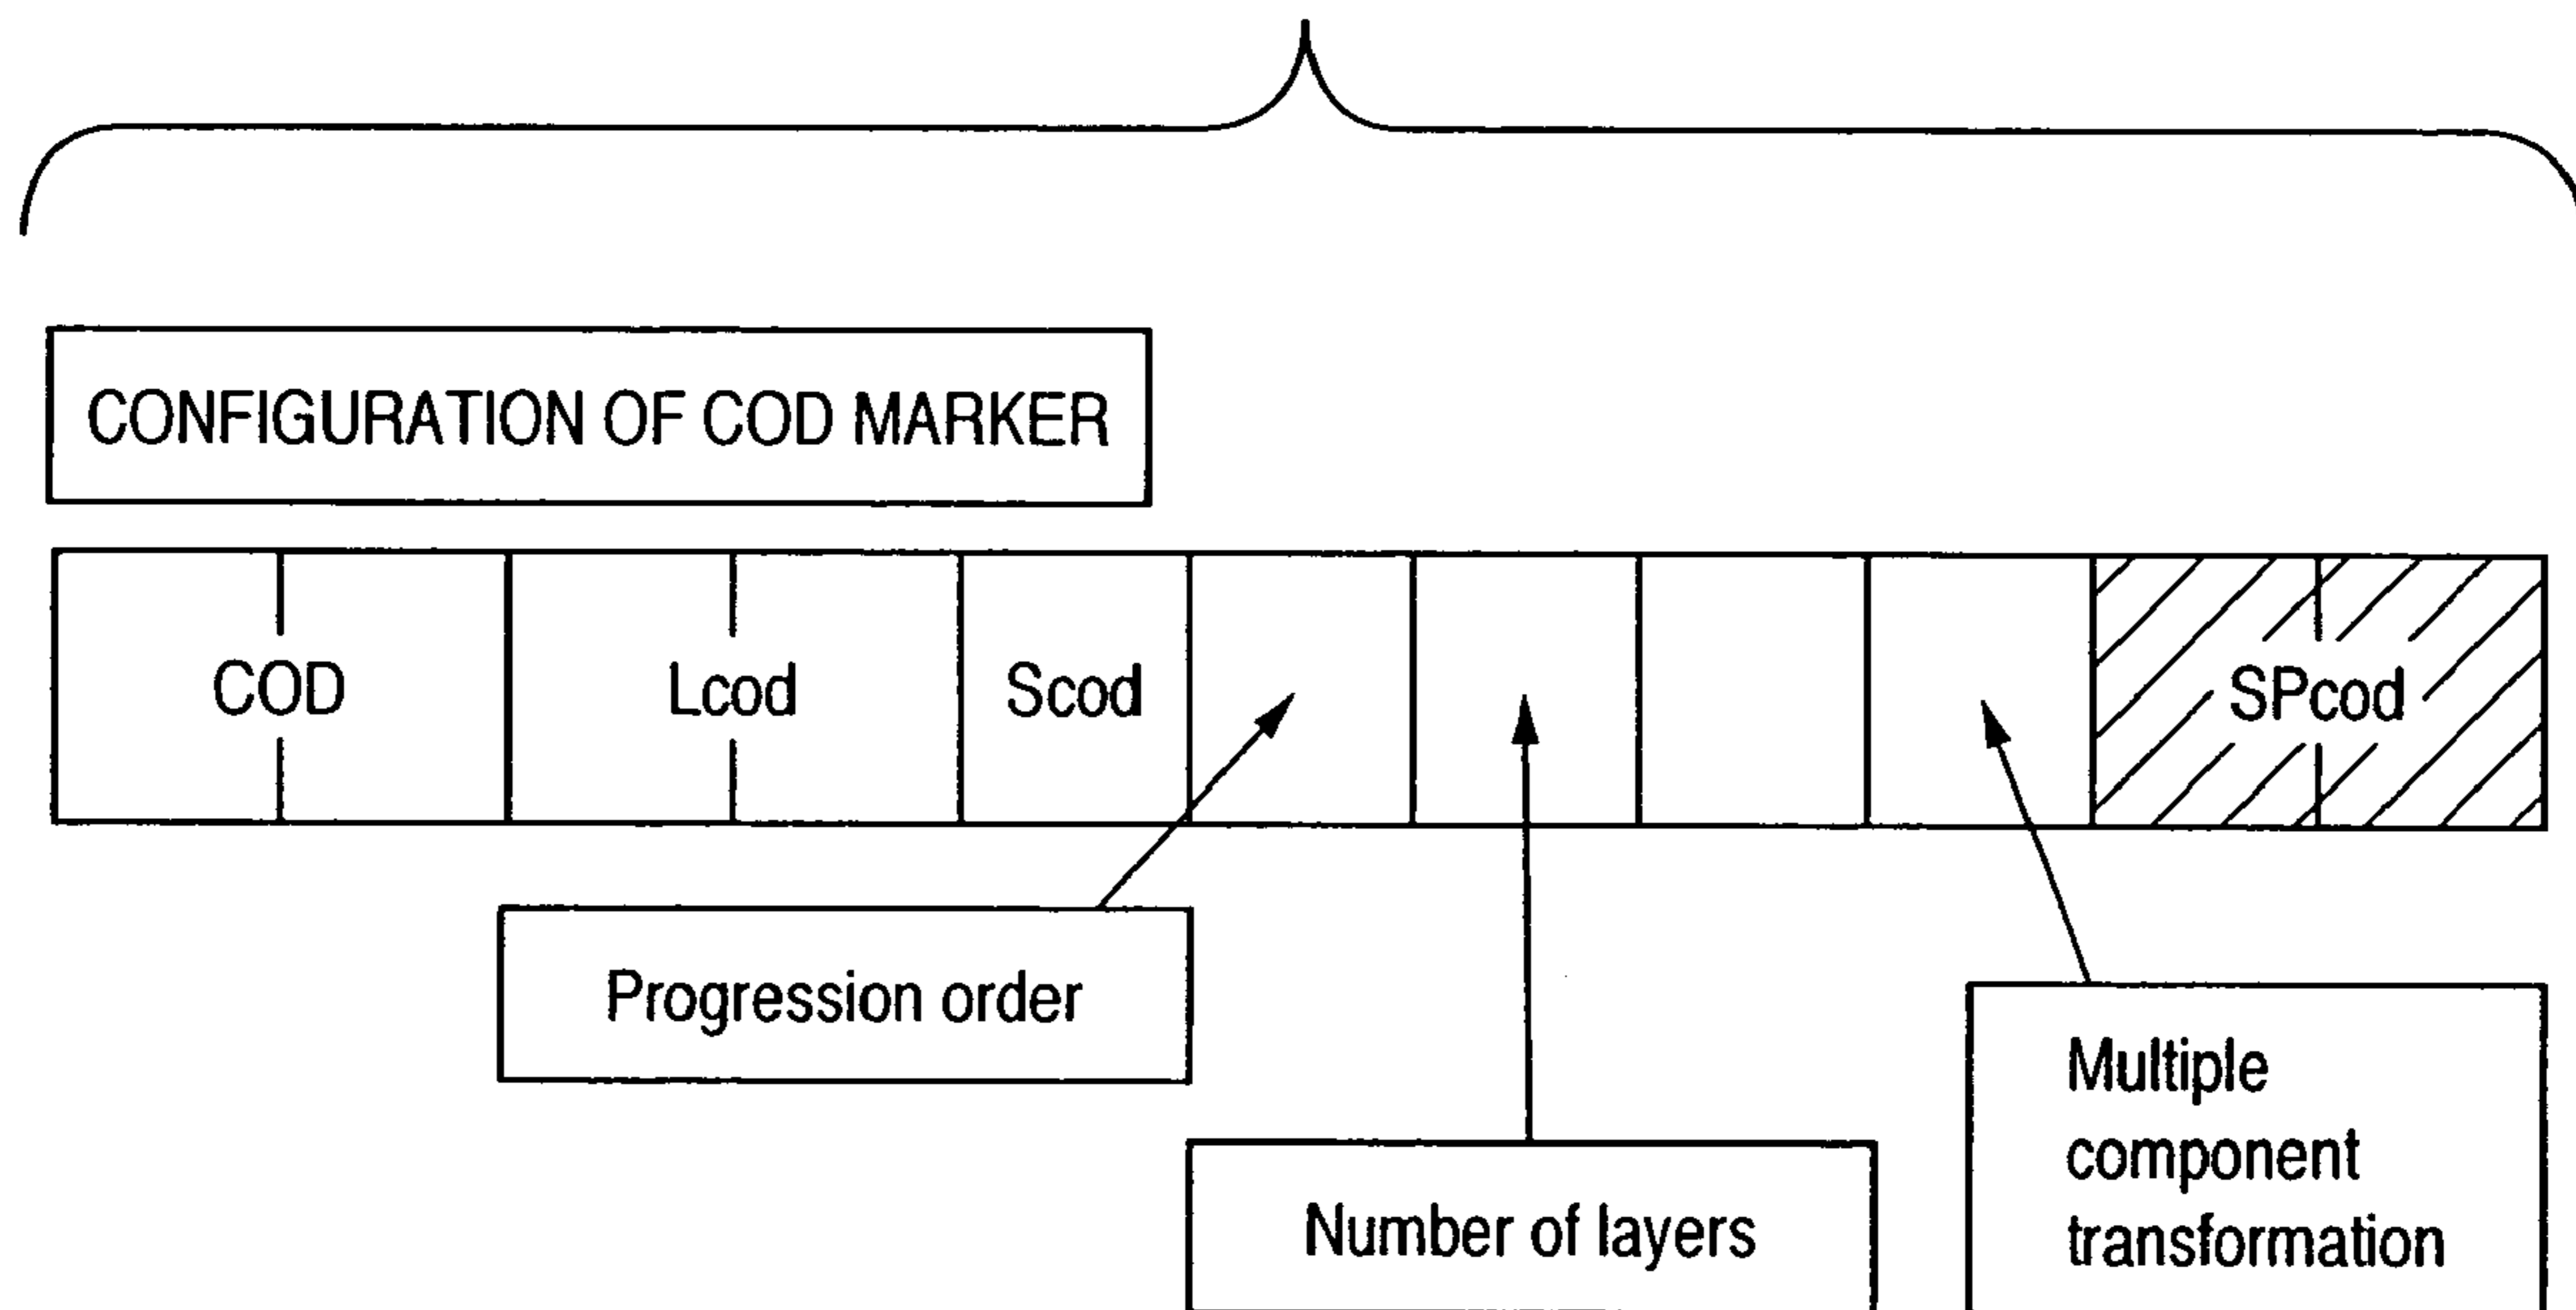 CONFIGURATION OF COD MARKER
COD Lcod Scod SPcod
Progression order
Number of layers
Multiple
component
transformation